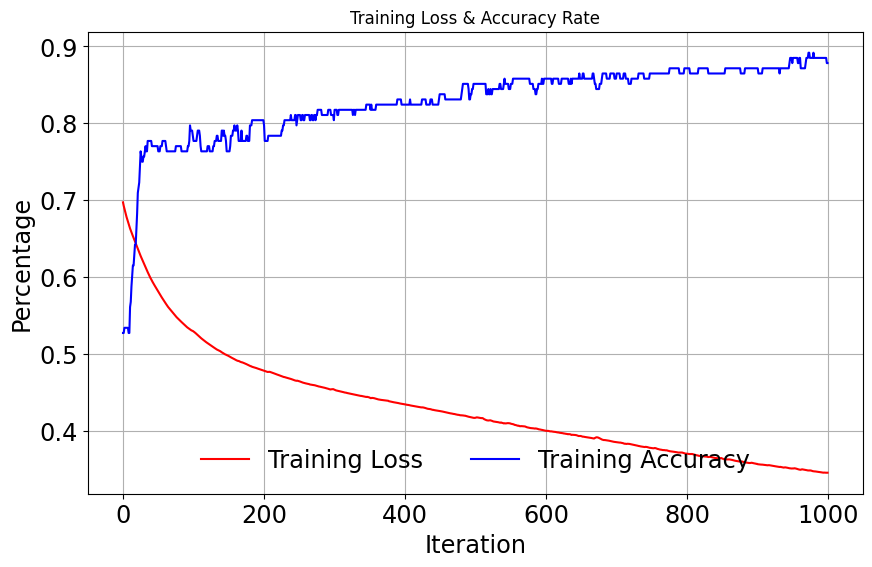 Training Loss & Accuracy Rate
0.9
0.8
0.7
0.6
0.5
0.4
Percentage
Training Loss
Training Accuracy
0
200
400
600
800
1000
Iteration